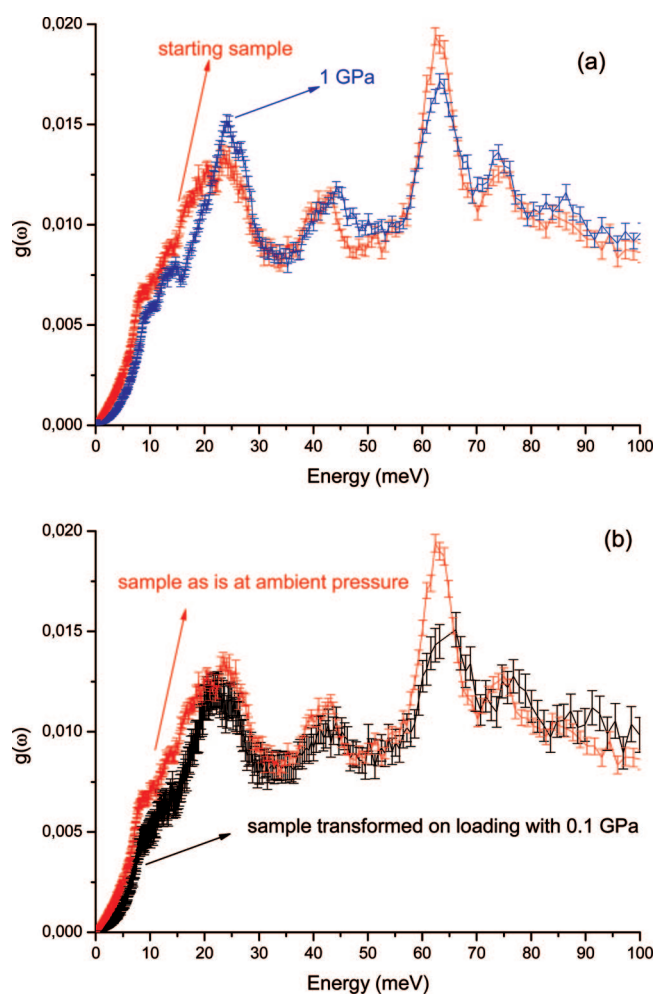 0,020
(a)
starting sample
1 GPa
0,015
g(ω)
0,010
0,005
0,000
0 10 20 30 40 50 60 70 80 90 100
Energy (meV)
0,020
(b)
sample as is at ambient pressure
0,015
g(ω)
0,010
0,005
sample transformed on loading with 0.1 GPa
0,000
0 10 20 30 40 50 60 70 80 90 100
Energy (meV)